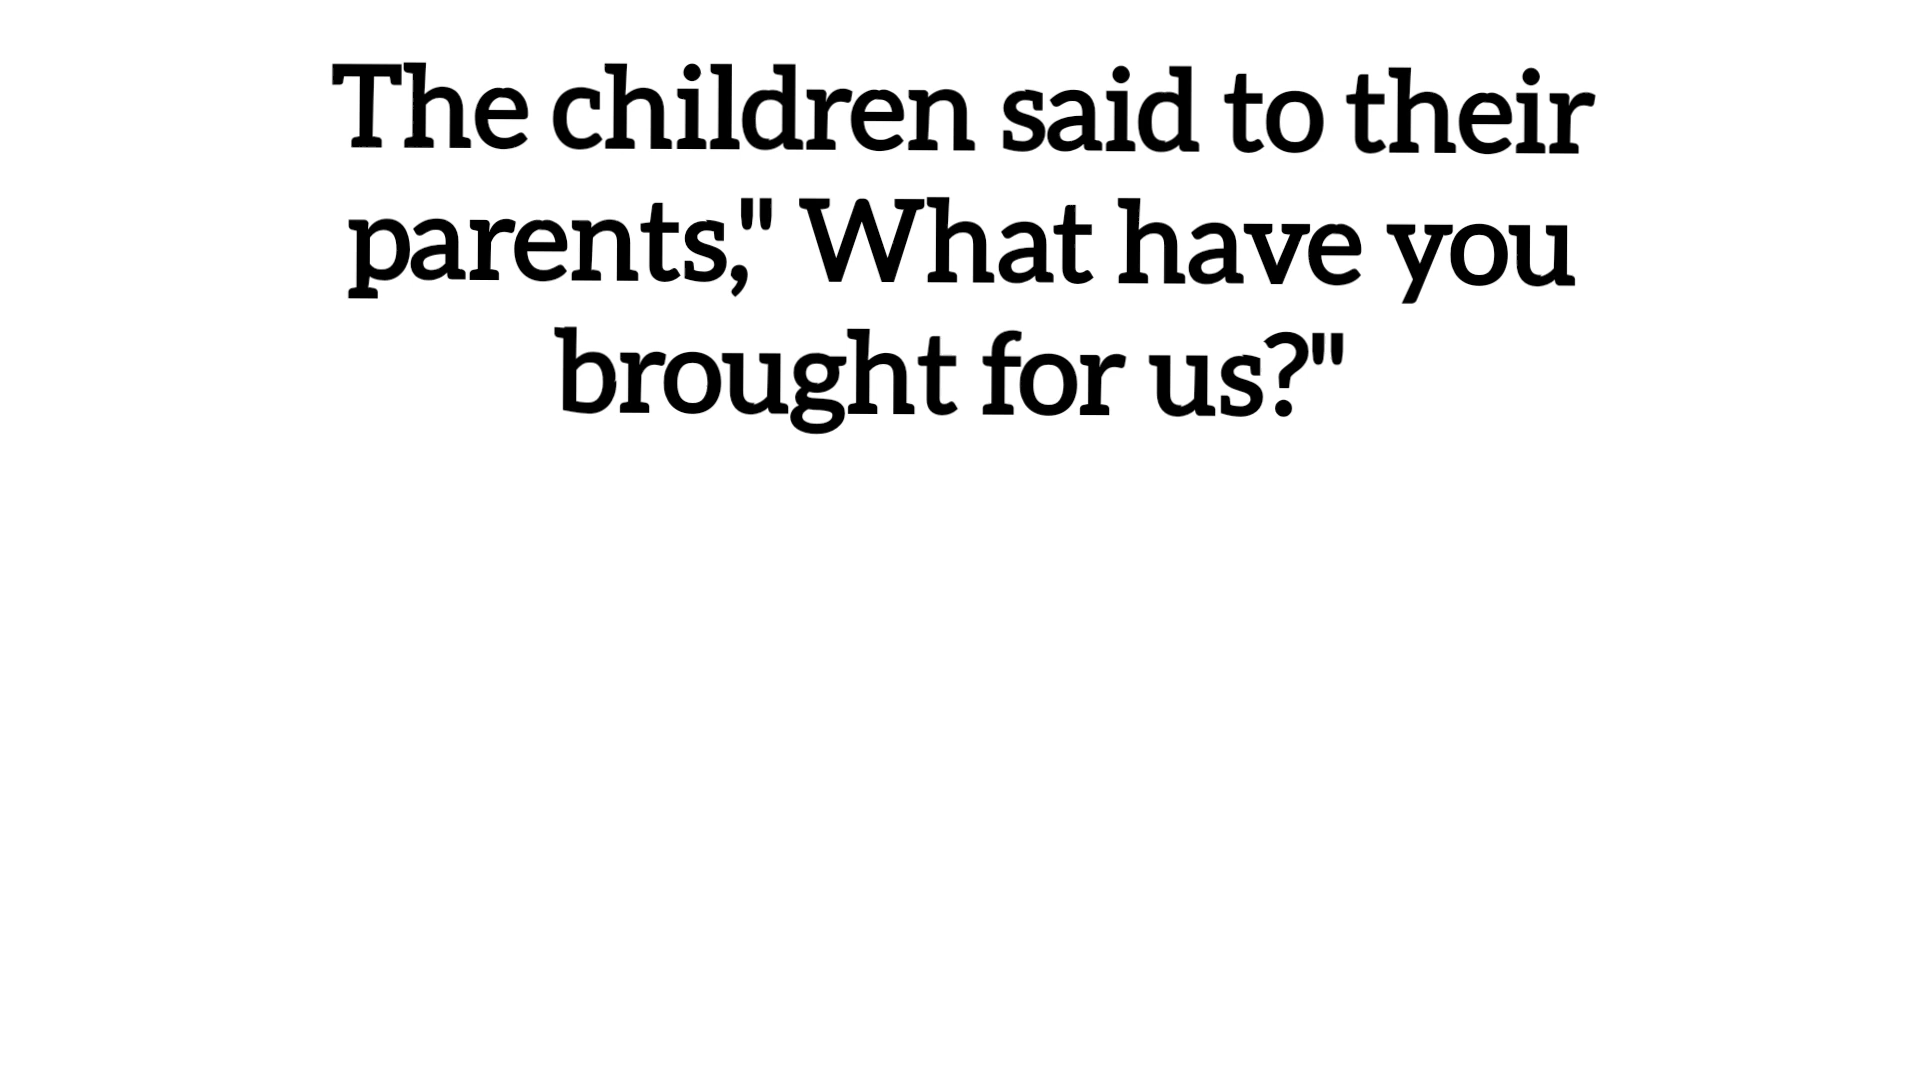 The children said to their
parents," What have you
brought for us?"